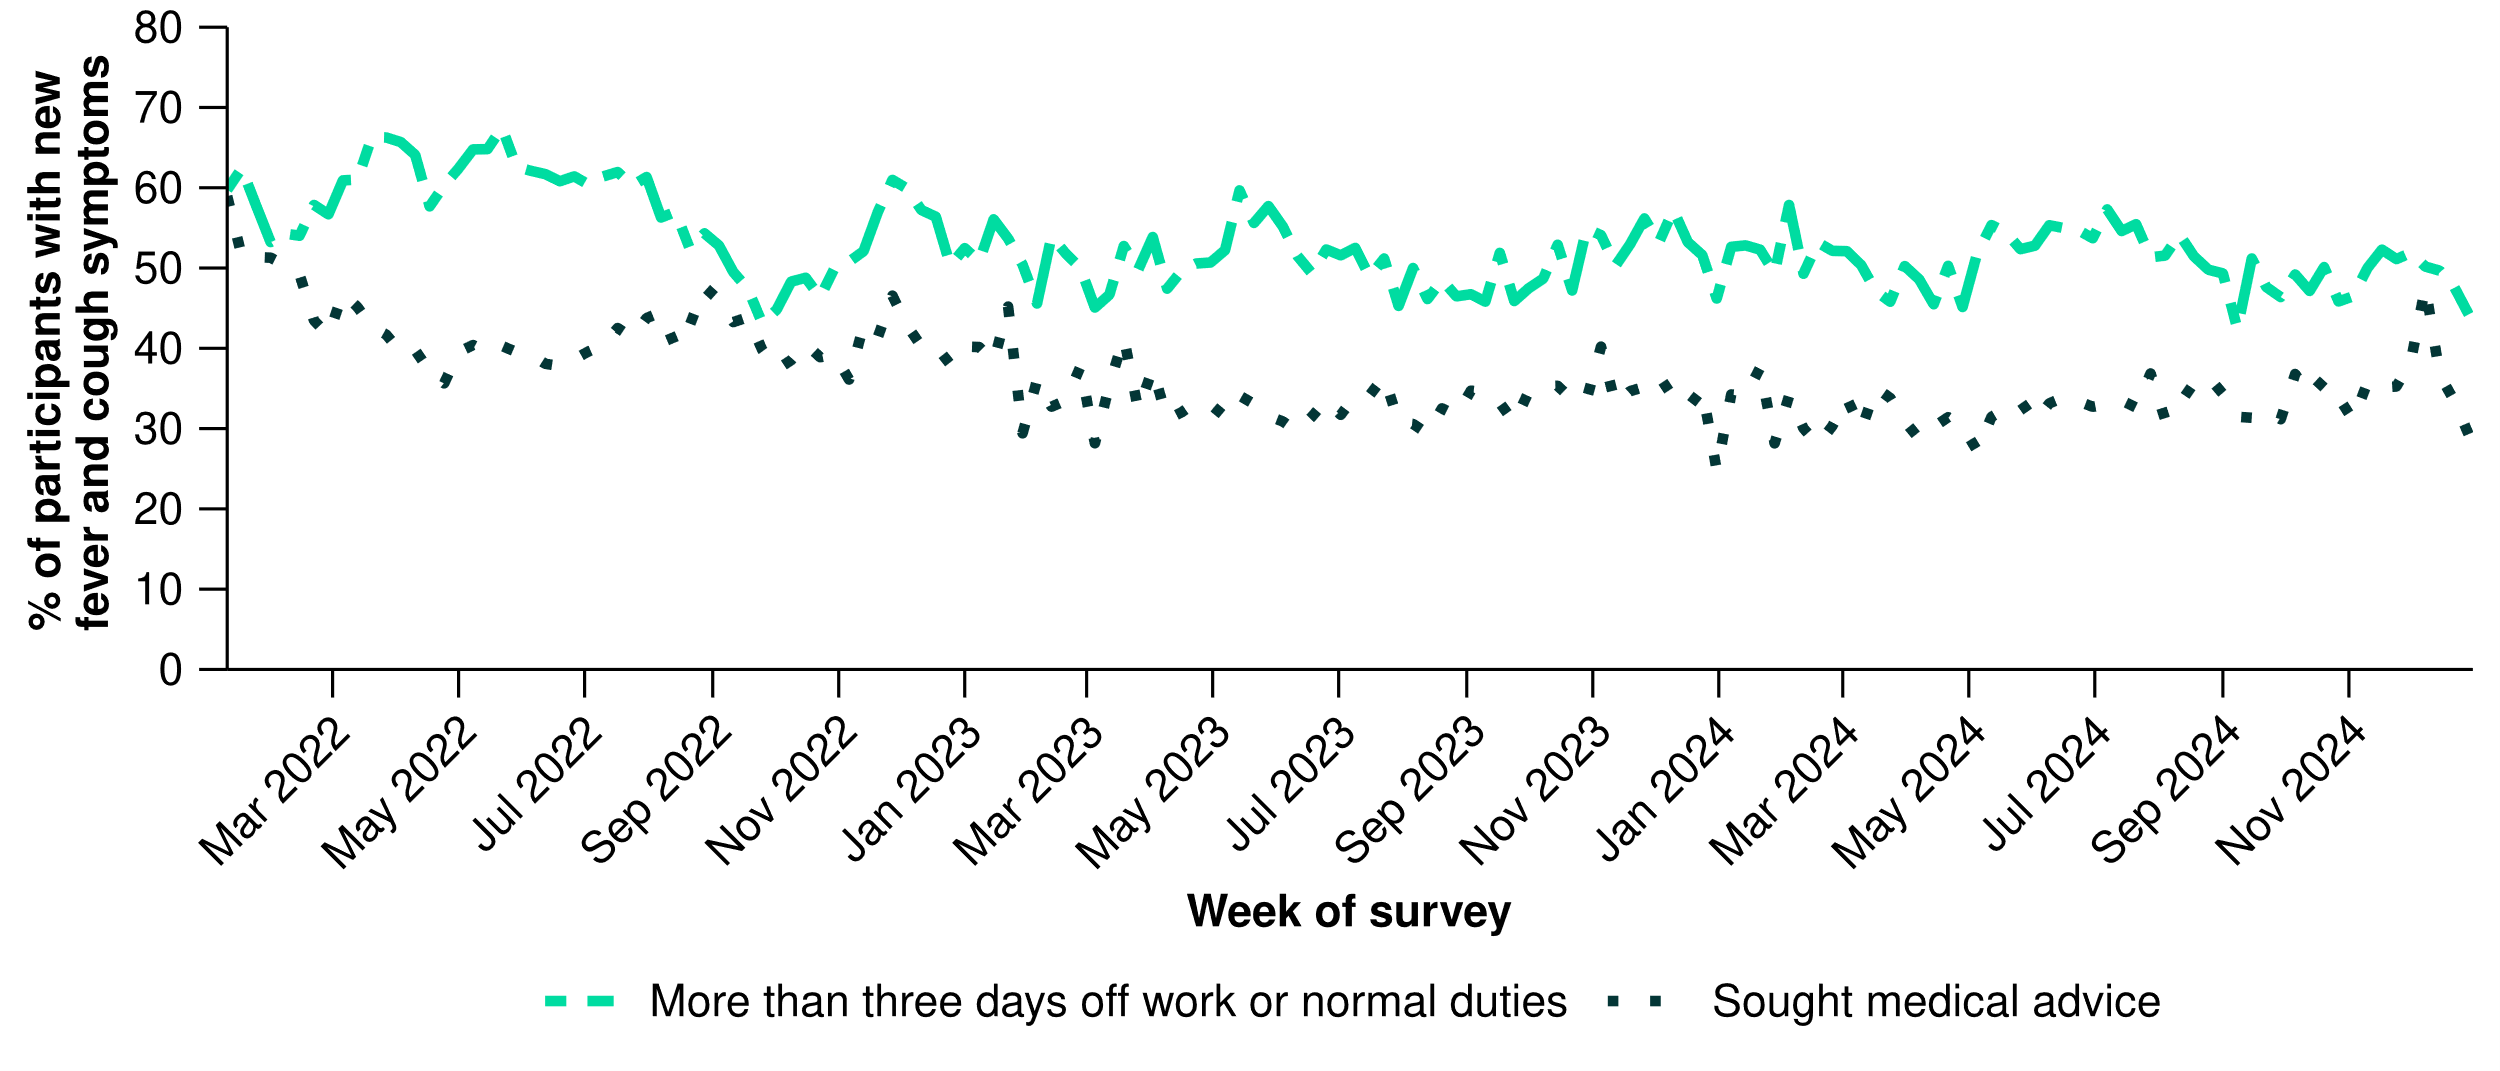 % of participants with new
fever and cough symptoms
80
70
60
50
40
30
20
10
0
Mar 2022
May 2022
Jul 2022
Sep 2022
Nov 2022
Jan 2023
Mar 2023
May 2023
Jul 2023
Sep 2023
Nov 2023
Jan 2024
Mar 2024
May 2024
Jul 2024
Sep 2024
Nov 2024
Week of survey
More than three days off work or normal duties
Sought medical advice